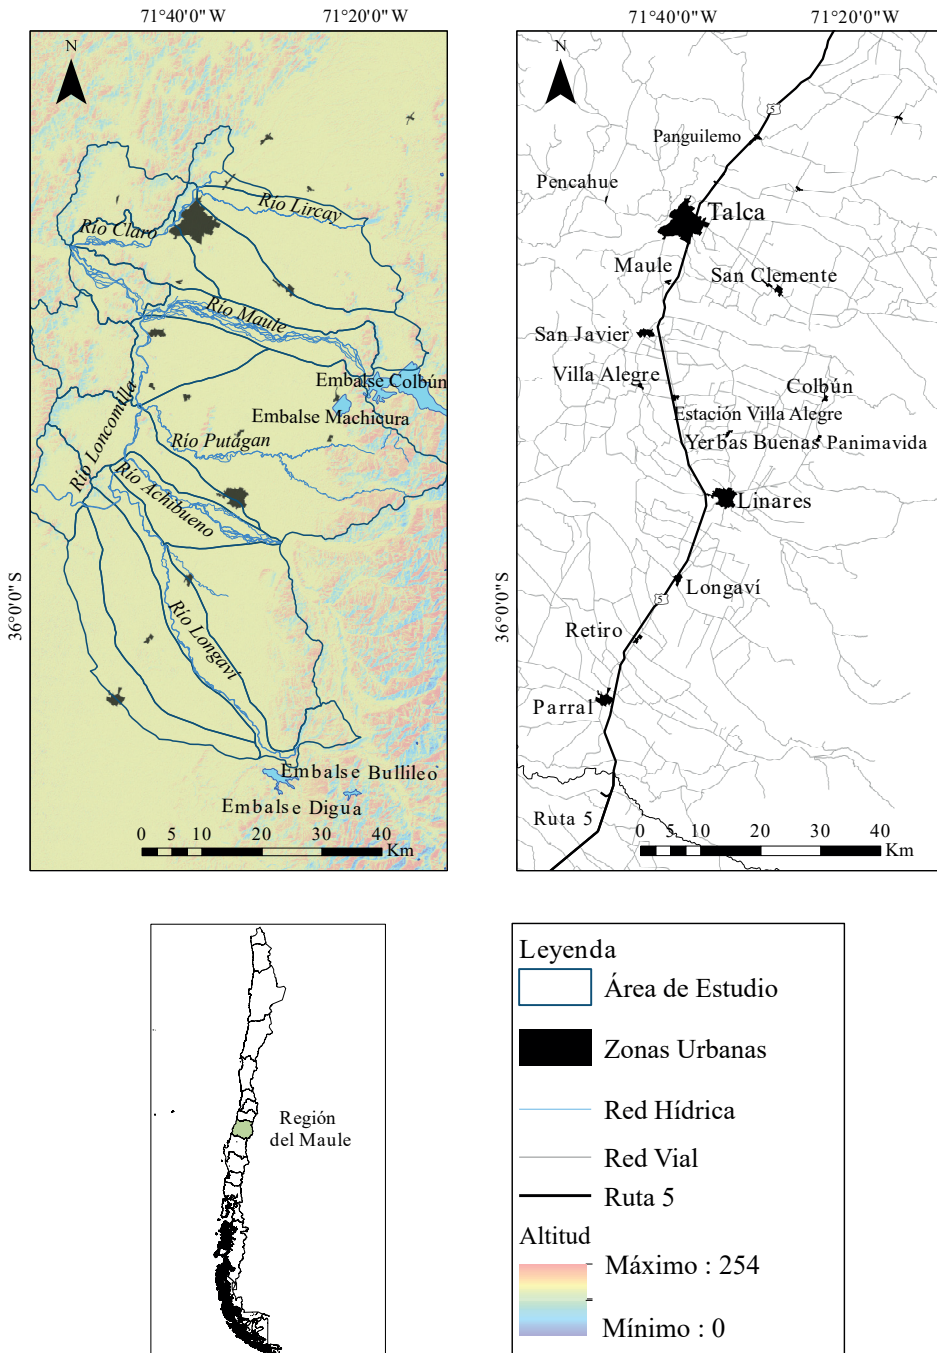 71°40'0"W
71°20'0"W
71°40'0"W
71°20'0"W
N
Río Lircay
Río Claro
Río Maule
Embalse Colbún
Embalse Machicura
Río Loncomilla
Río Putagan
Río Achibueno
Río Longaví
36°0'0"S
Embalse Bullileo
Embalse Digua
0 5 10 20 30 40
Km
N
5
Panguilemo
Pencahue
Talca
Maule
San Clemente
San Javier
Villa Alegre
Colbún
Estación Villa Alegre
Yerbas Buenas
Panimavida
Linares
Longaví
5
36°0'0"S
Retiro
Parral
Ruta 5
0 5 10 20 30 40
Km
Región
del Maule
Leyenda
Área de Estudio
Zonas Urbanas
Red Hídrica
Red Vial
Ruta 5
Altitud
Máximo : 254
Mínimo : 0